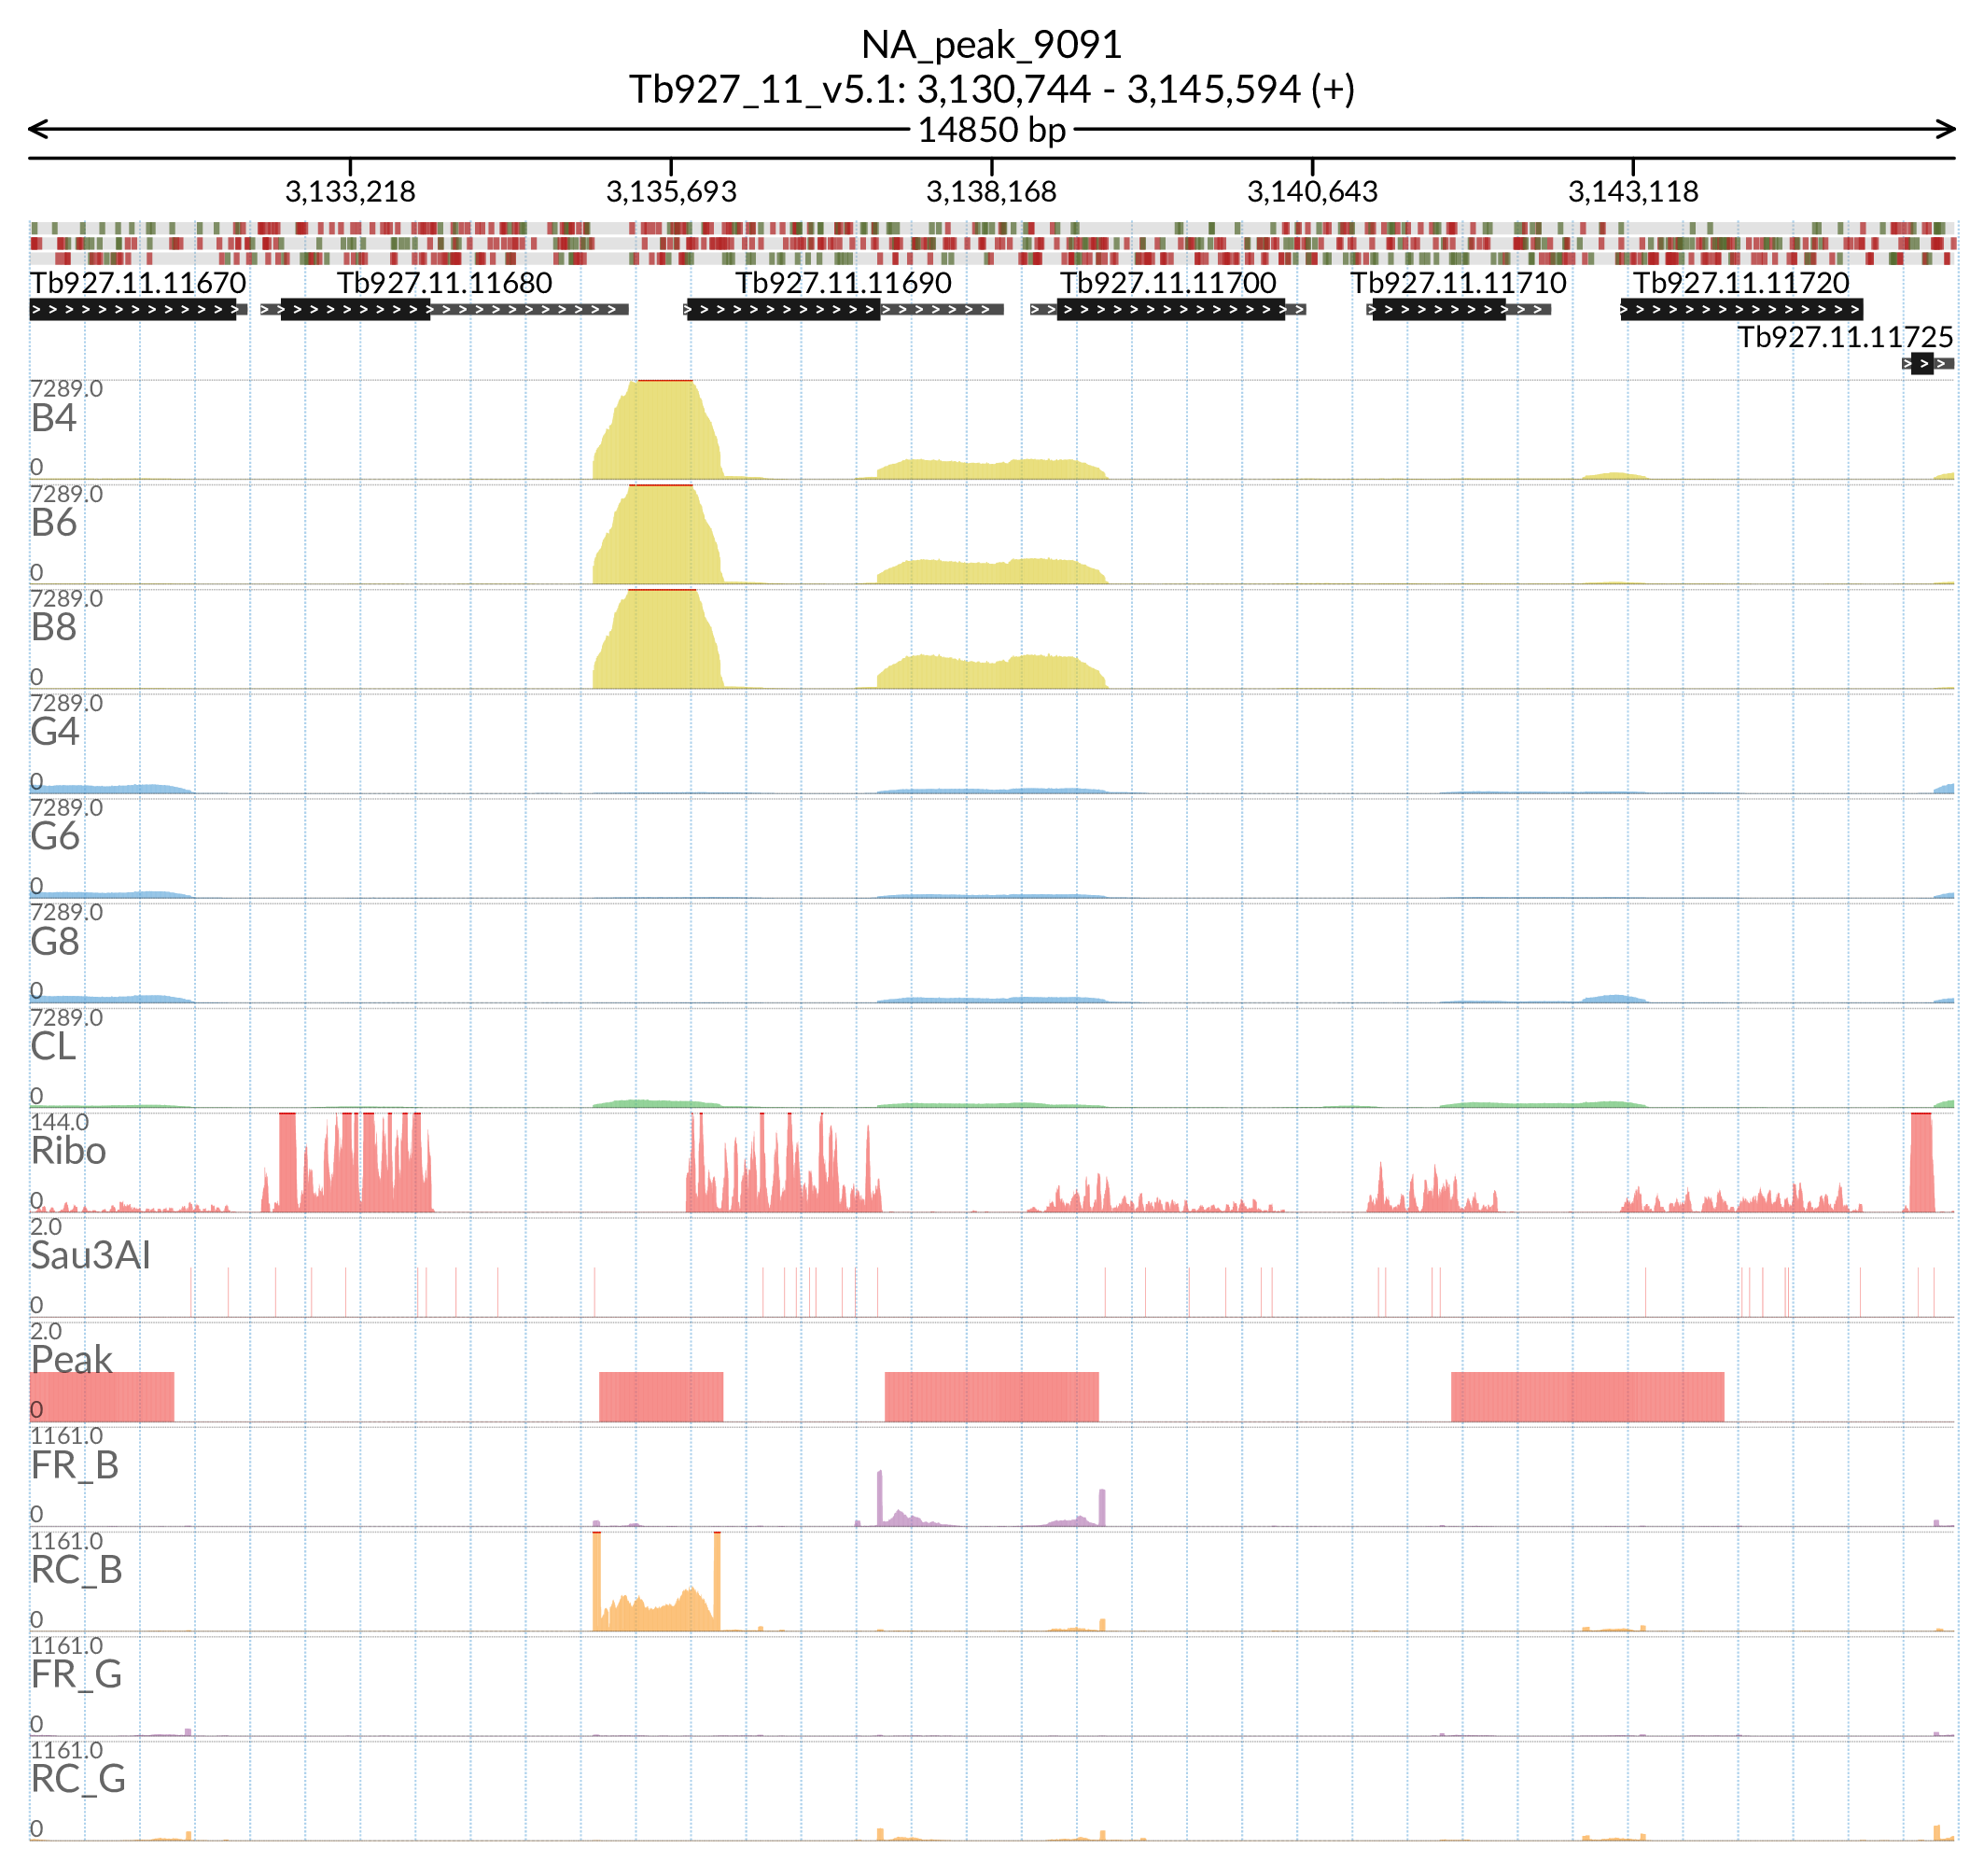 NA_peak_9091
Tb927_11_v5.1: 3,130,744 - 3,145,594 (+)
14850 bp
3,133,218 3,135,693 3,138,168 3,140,643 3,143,118
Tb927.11.11670 Tb927.11.11680 Tb927.11.11690 Tb927.11.11700 Tb927.11.11710 Tb927.11.11720
Tb927.11.11725
7289.0
B4
0
7289.0
B6
0
7289.0
B8
0
7289.0
G4
0
7289.0
G6
0
7289.0
G8
0
7289.0
CL
0
144.0
Ribo
0
2.0
Sau3AI
0
2.0
Peak
0
1161.0
FR_B
0
1161.0
RC_B
0
1161.0
FR_G
0
1161.0
RC_G
0